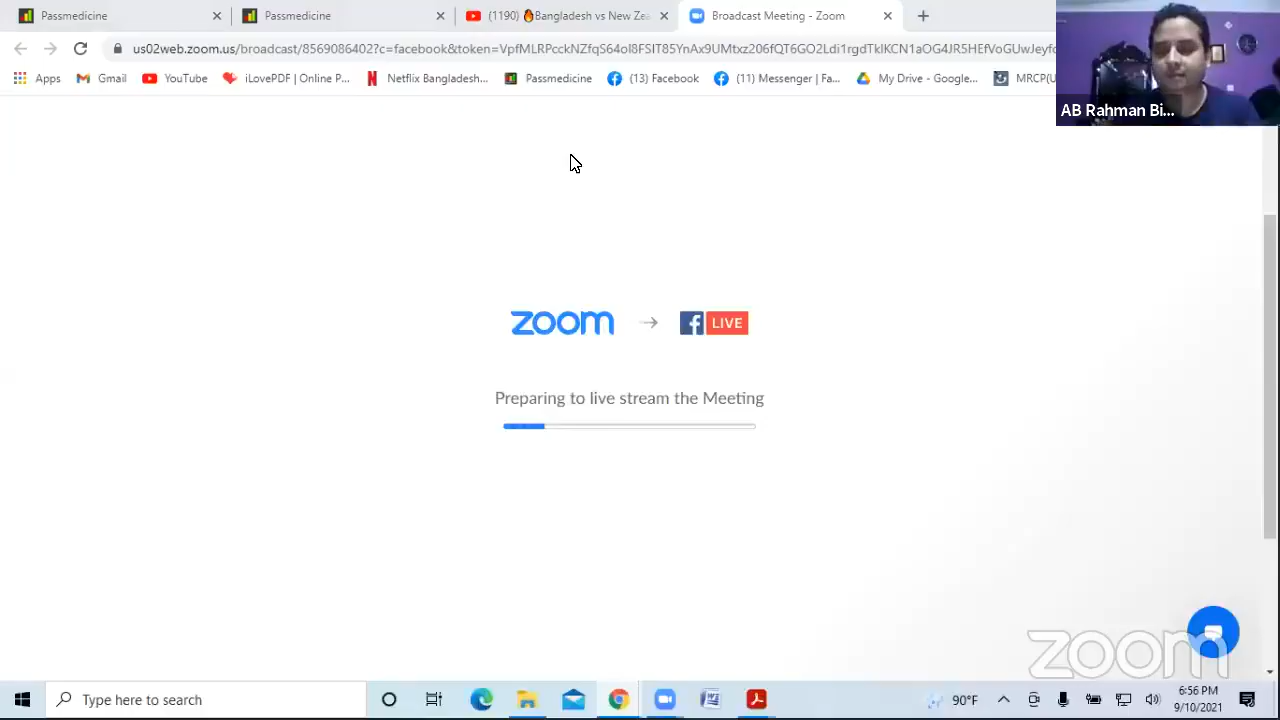 Passmedicine
Passmedicine
(1190) 🔥Bangladesh vs New Zea
Broadcast Meeting - Zoom
us02web.zoom.us/broadcast/8569086402?c=facebook&token=
Apps
Gmail
YouTube
iLovePDF | Online P...
Netflix Bangladesh...
Passmedicine
(13) Facebook
(11) Messenger | Fa...
My Drive - Google...
MRCP(U
AB Rahman Bi...
zoom
LIVE
Preparing to live stream the Meeting
zoom
Type here to search
90°F
6:56 PM
9/10/2021